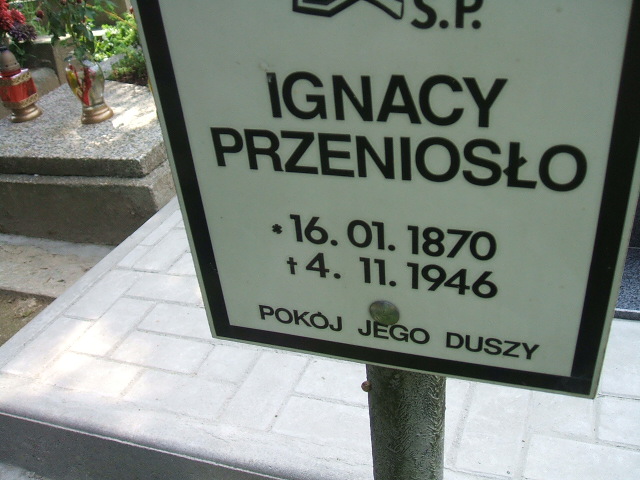 Ś.P.
IGNACY
PRZENIOSŁO
*16. 01. 1870
†4. 11. 1946
POKÓJ JEGO DUSZY